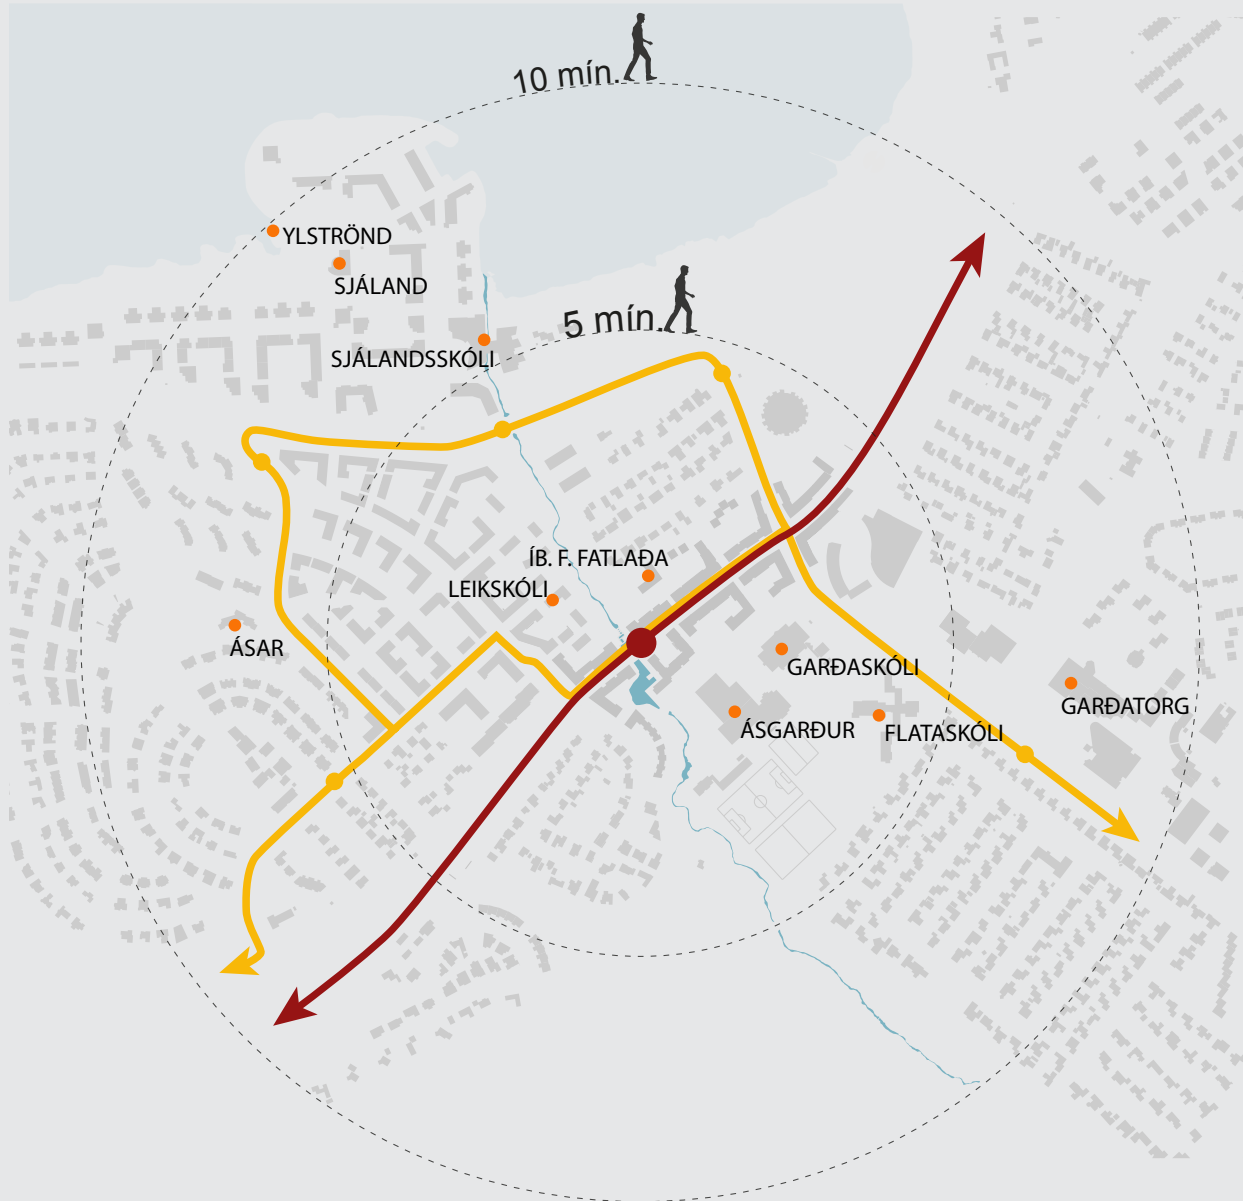 10 mín.
YLSTRÖND
SJÁLAND
5 mín.
SJÁLANDSSKÓLI
ÍB. F. FATLAÐA
LEIKSKÓLI
ÁSAR
GARÐASKÓLI
GARÐATORG
ÁSGARÐUR
FLATASKÓLI